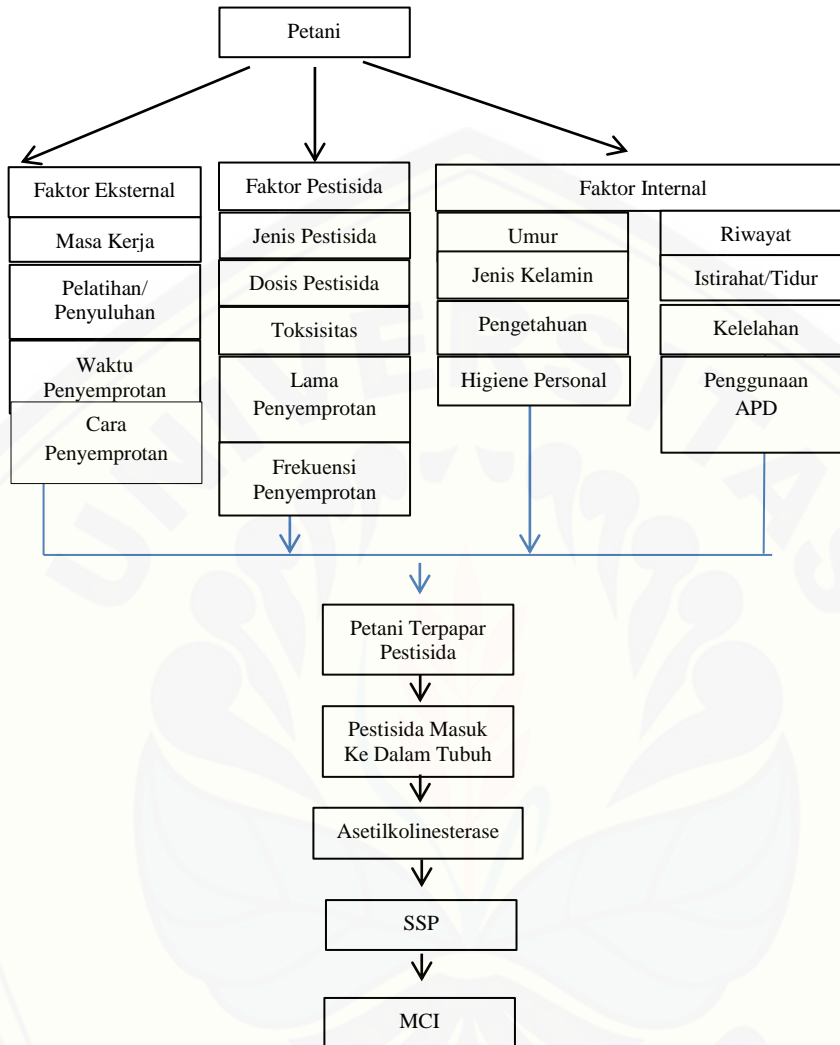 Petani
Faktor Eksternal
Masa Kerja
Pelatihan/
Penyuluhan
Waktu
Penyemprotan
Cara
Penyemprotan
Faktor Pestisida
Jenis Pestisida
Dosis Pestisida
Toksisitas
Lama
Penyemprotan
Frekuensi
Penyemprotan
Faktor Internal
Umur
Jenis Kelamin
Pengetahuan
Higiene Personal
Riwayat
Istirahat/Tidur
Kelelahan
Penggunaan
APD
Petani Terpapar
Pestisida
Pestisida Masuk
Ke Dalam Tubuh
Asetilkolinesterase
SSP
MCI
UNIVERSITAS